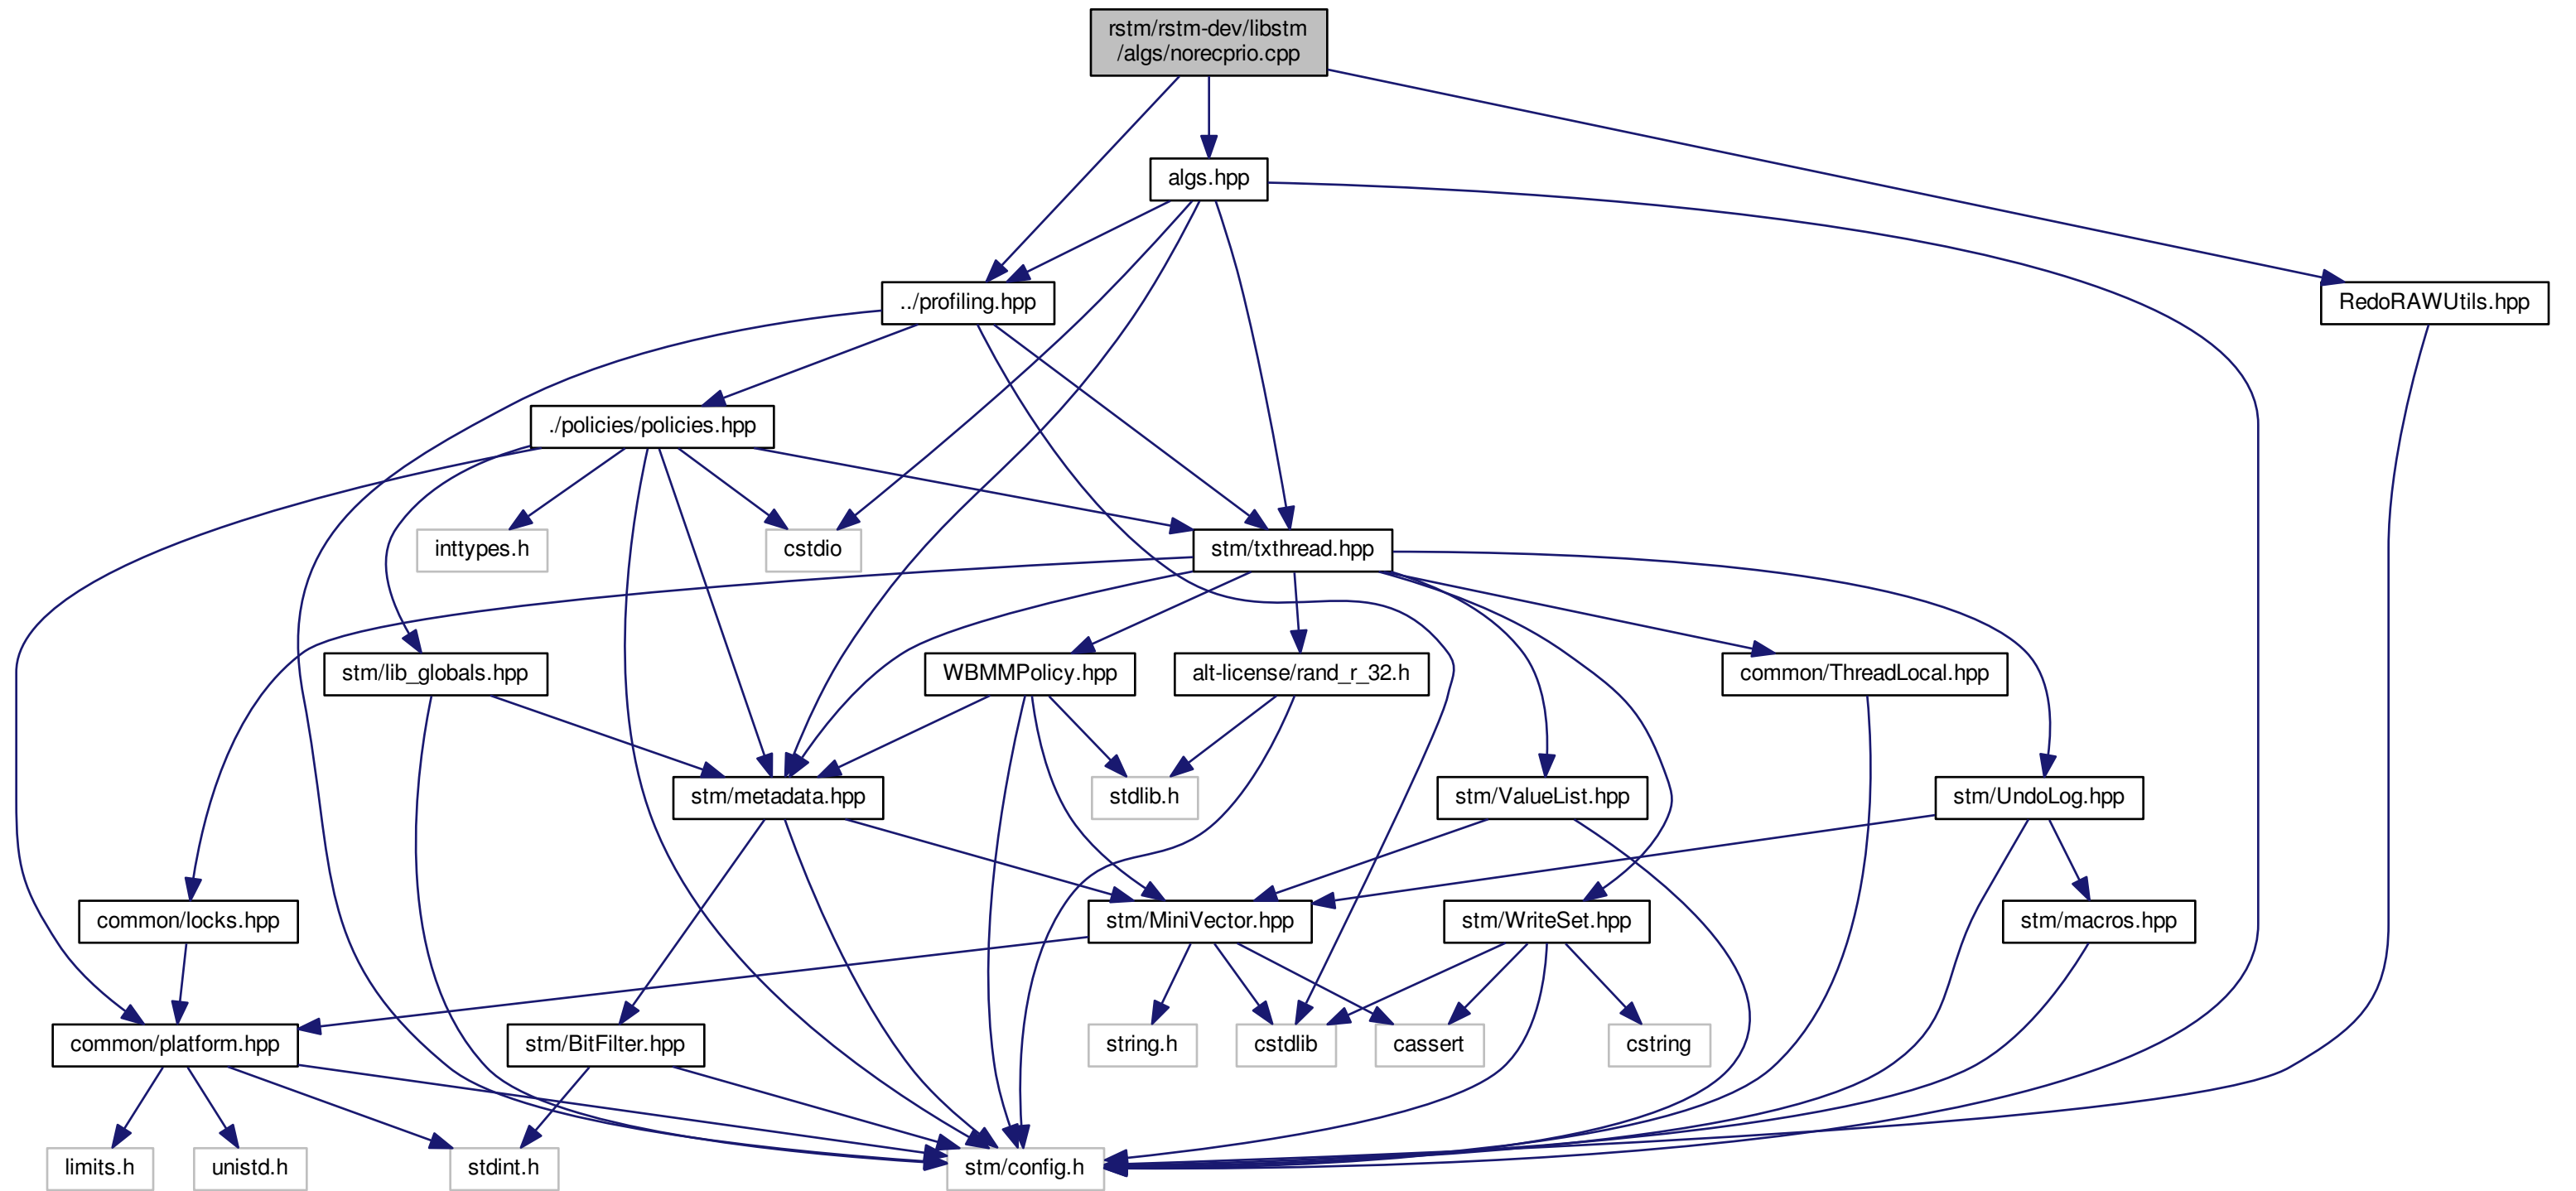 rstm/rstm-dev/libstm
/algs/norecprio.cpp
algs.hpp
../profiling.hpp
RedoRAWUtils.hpp
./policies/policies.hpp
inttypes.h
cstdio
stm/txthread.hpp
stm/lib_globals.hpp
WBMMPolicy.hpp
alt-license/rand_r_32.h
common/ThreadLocal.hpp
stm/metadata.hpp
stdlib.h
stm/ValueList.hpp
stm/UndoLog.hpp
common/locks.hpp
stm/MiniVector.hpp
stm/WriteSet.hpp
stm/macros.hpp
common/platform.hpp
stm/BitFilter.hpp
string.h
cstdlib
cassert
cstring
limits.h
unistd.h
stdint.h
stm/config.h